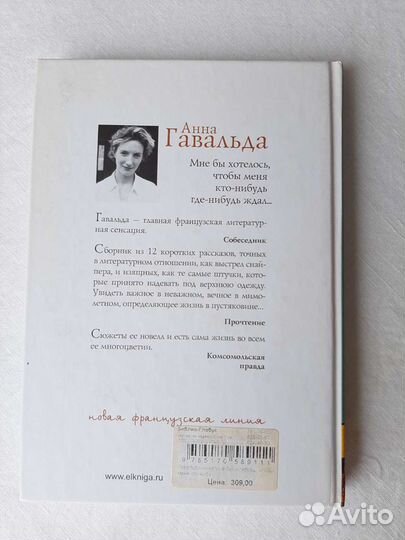 Анна
Гавальда
Мне бы хотелось,
чтобы меня
кто-нибудь
где-нибудь ждал...
Гавальда — главная французская литератур-
ная сенсация.
Собеседник
Сборник из 12 коротких рассказов, точных
в литературном отношении, как выстрел снай-
пера, и изящных, как те самые штучки, кото-
рые принято надевать под верхнюю одежду.
Увидеть важное в неважном, вечное в мимо-
летном, определяющее жизнь в пустяковине...
Прочтение
Сюжеты ее новелл и есть сама жизнь во всем
ее многоцветии.
Комсомольская
правда
новая французская линия
Библио-Глобус
Цена: 309,00
www.elkniga.ru
Avito